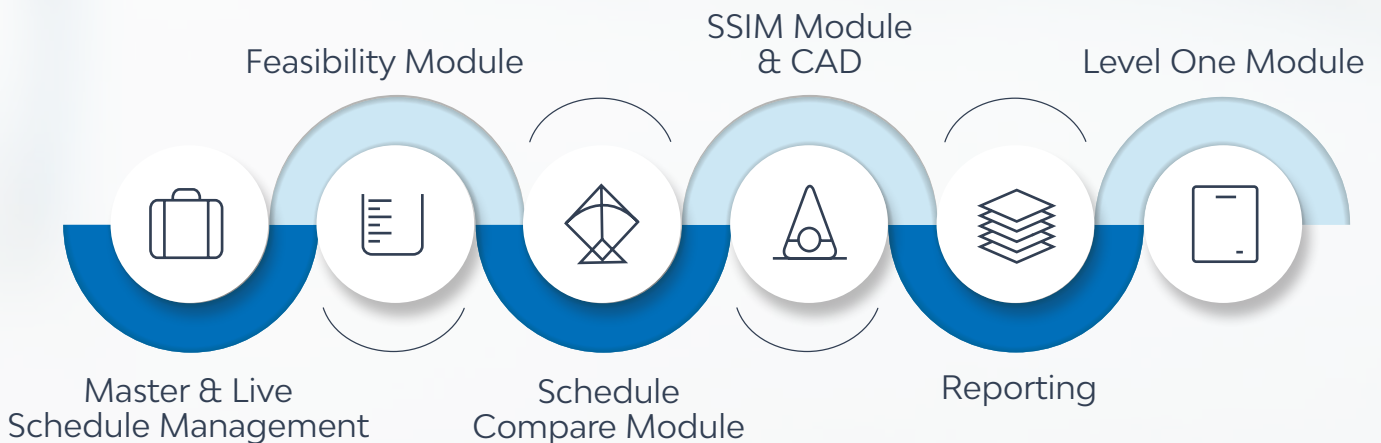 Master & Live
Schedule Management
Feasibility Module
Schedule
Compare Module
SSIM Module
& CAD
Reporting
Level One Module